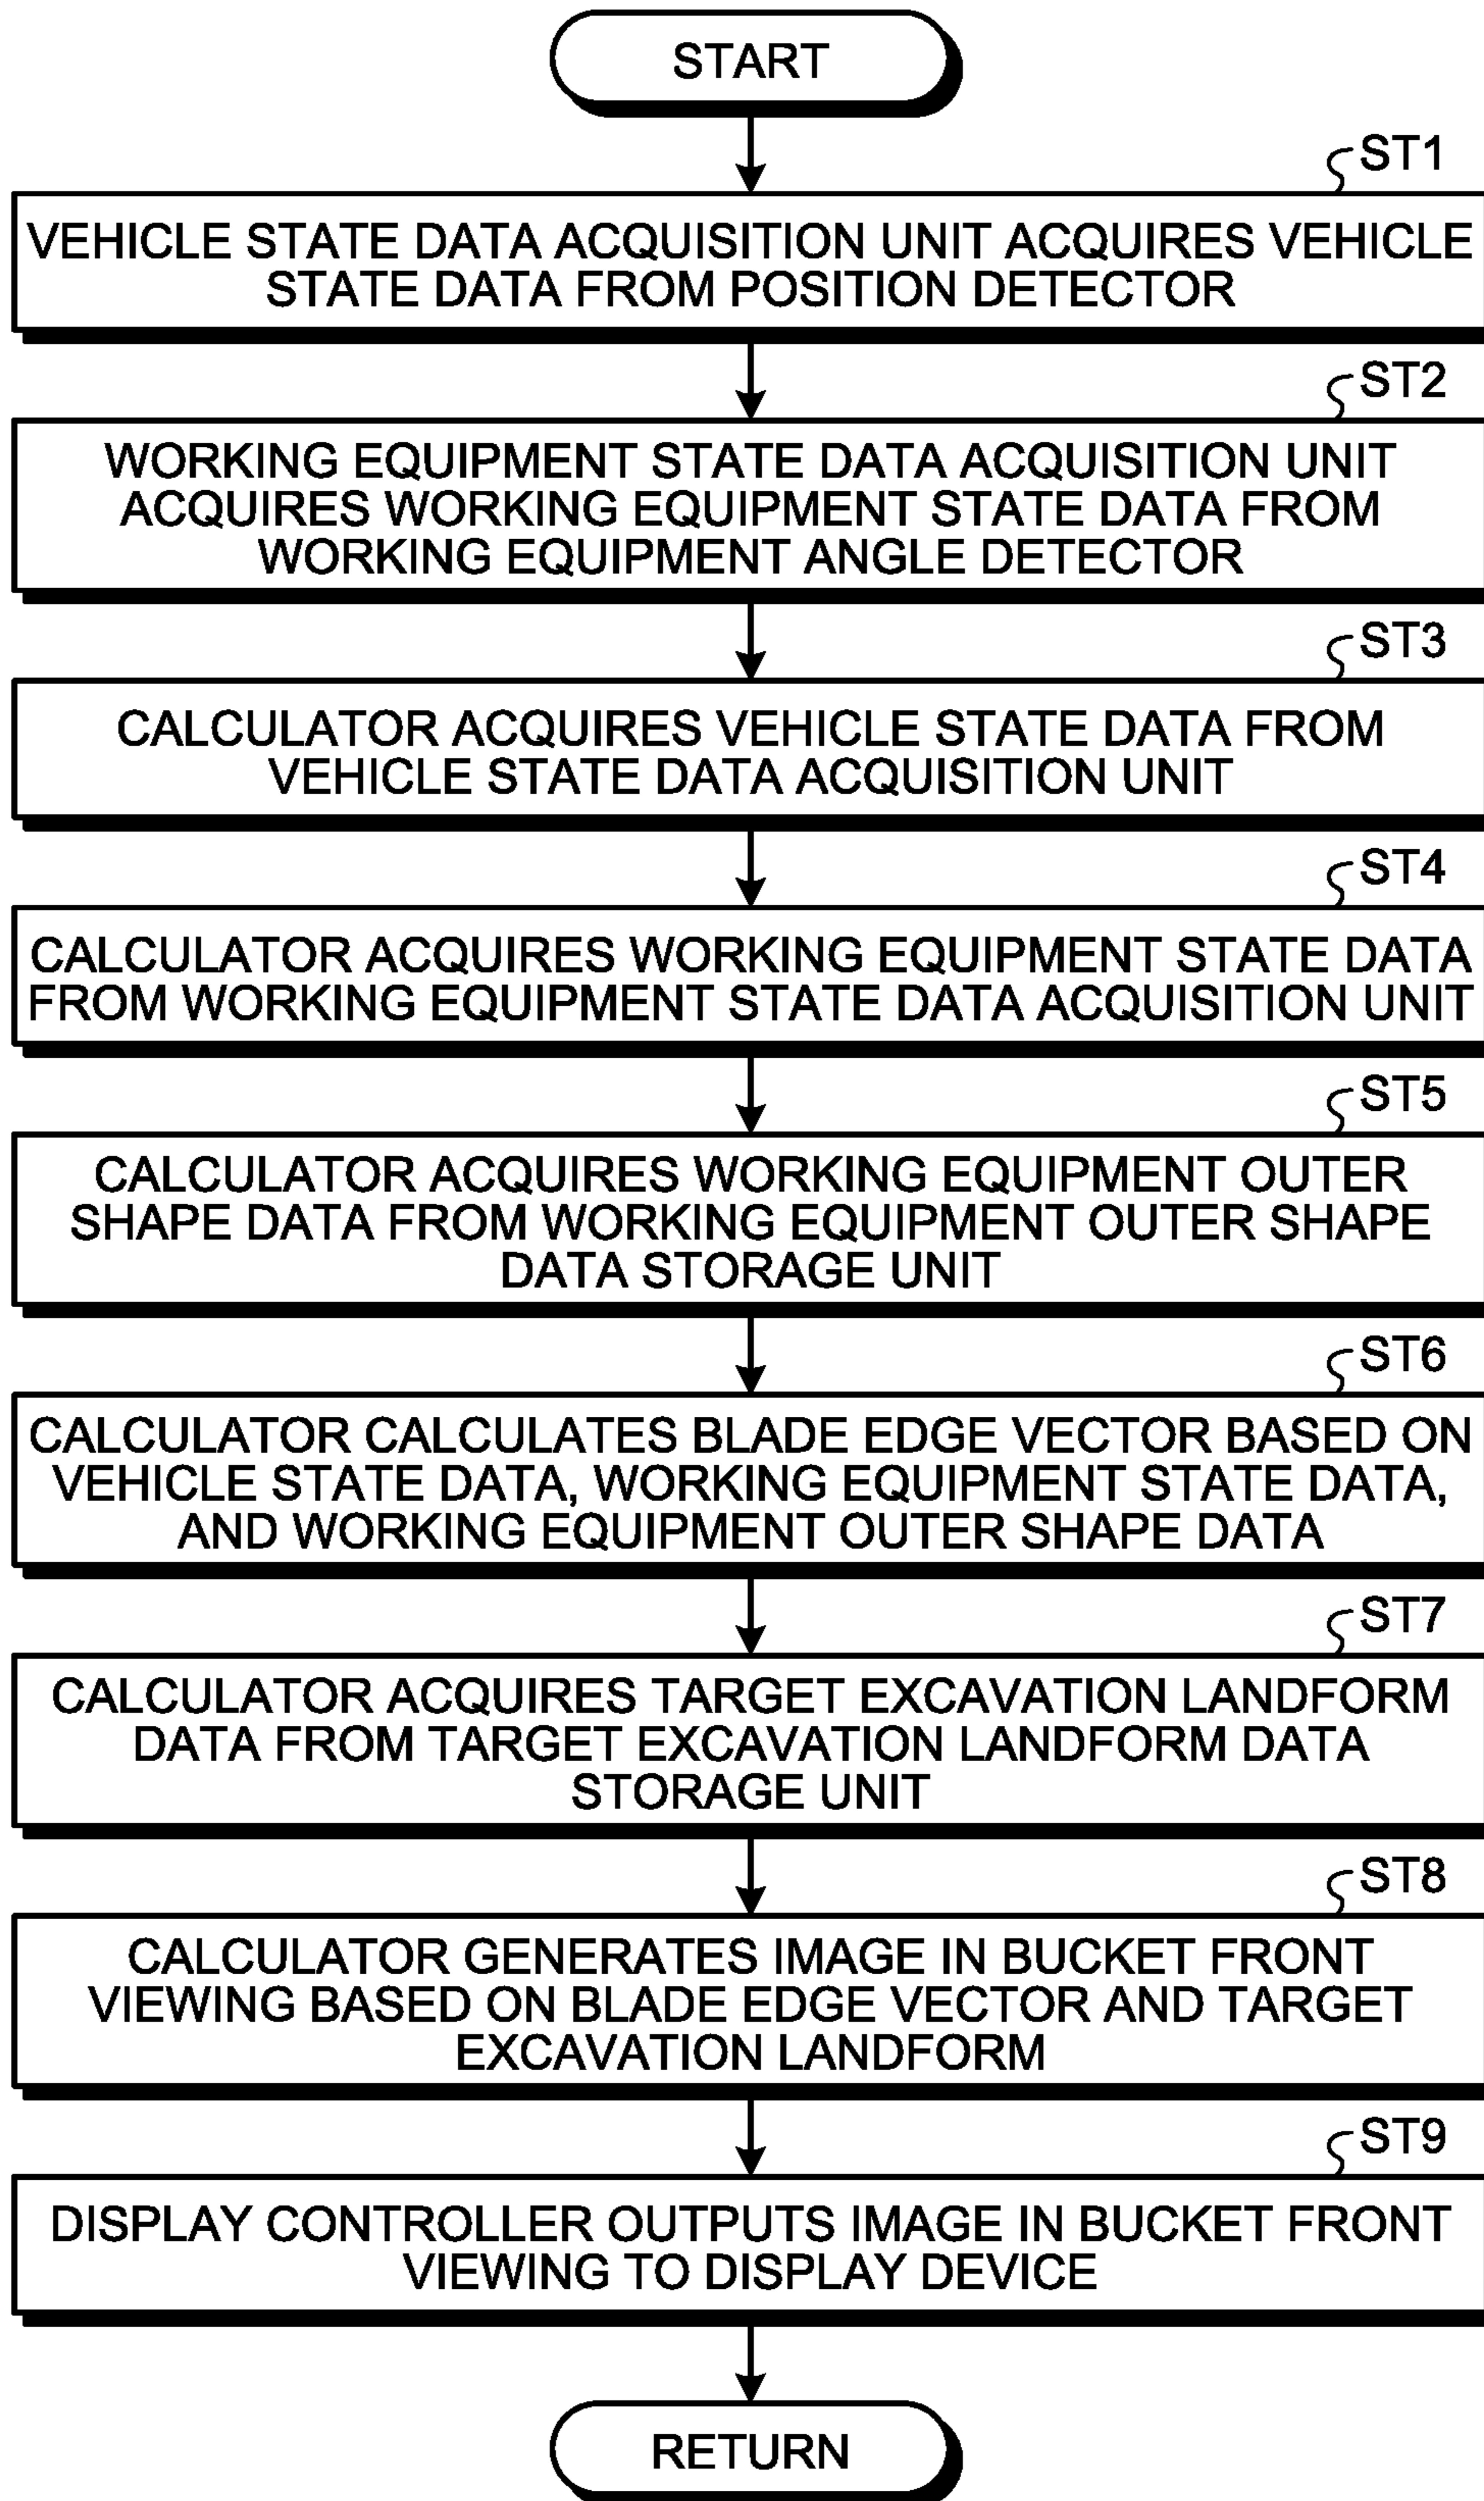 START
ST1
VEHICLE STATE DATA ACQUISITION UNIT ACQUIRES VEHICLE
STATE DATA FROM POSITION DETECTOR
ST2
WORKING EQUIPMENT STATE DATA ACQUISITION UNIT
ACQUIRES WORKING EQUIPMENT STATE DATA FROM
WORKING EQUIPMENT ANGLE DETECTOR
ST3
CALCULATOR ACQUIRES VEHICLE STATE DATA FROM
VEHICLE STATE DATA ACQUISITION UNIT
ST4
CALCULATOR ACQUIRES WORKING EQUIPMENT STATE DATA
FROM WORKING EQUIPMENT STATE DATA ACQUISITION UNIT
ST5
CALCULATOR ACQUIRES WORKING EQUIPMENT OUTER
SHAPE DATA FROM WORKING EQUIPMENT OUTER SHAPE
DATA STORAGE UNIT
ST6
CALCULATOR CALCULATES BLADE EDGE VECTOR BASED ON
VEHICLE STATE DATA, WORKING EQUIPMENT STATE DATA,
AND WORKING EQUIPMENT OUTER SHAPE DATA
ST7
CALCULATOR ACQUIRES TARGET EXCAVATION LANDFORM
DATA FROM TARGET EXCAVATION LANDFORM DATA
STORAGE UNIT
ST8
CALCULATOR GENERATES IMAGE IN BUCKET FRONT
VIEWING BASED ON BLADE EDGE VECTOR AND TARGET
EXCAVATION LANDFORM
ST9
DISPLAY CONTROLLER OUTPUTS IMAGE IN BUCKET FRONT
VIEWING TO DISPLAY DEVICE
RETURN